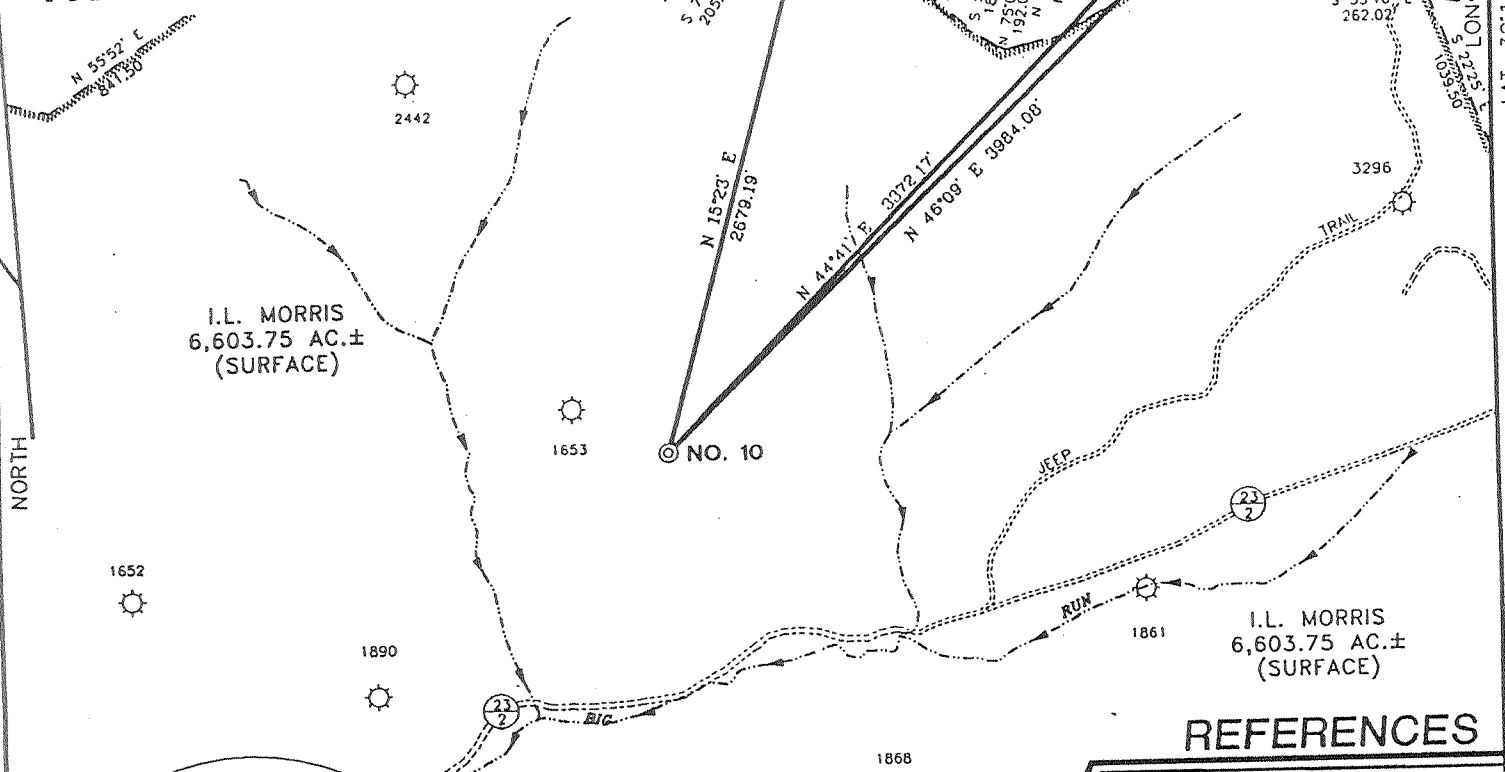 N 55°52' E
841.50
2442
S 22°25' E
1039.50
262.02'
N 15°23' E
2679.19'
N 44°41' E 3372.17'
N 46°09' E 3984.08'
3296
JEEP TRAIL
I.L. MORRIS
6,603.75 AC.±
(SURFACE)
1653
NO. 10
NORTH
23
2
1652
1890
23
2
BIG RUN
1861
I.L. MORRIS
6,603.75 AC.±
(SURFACE)
1868
REFERENCES